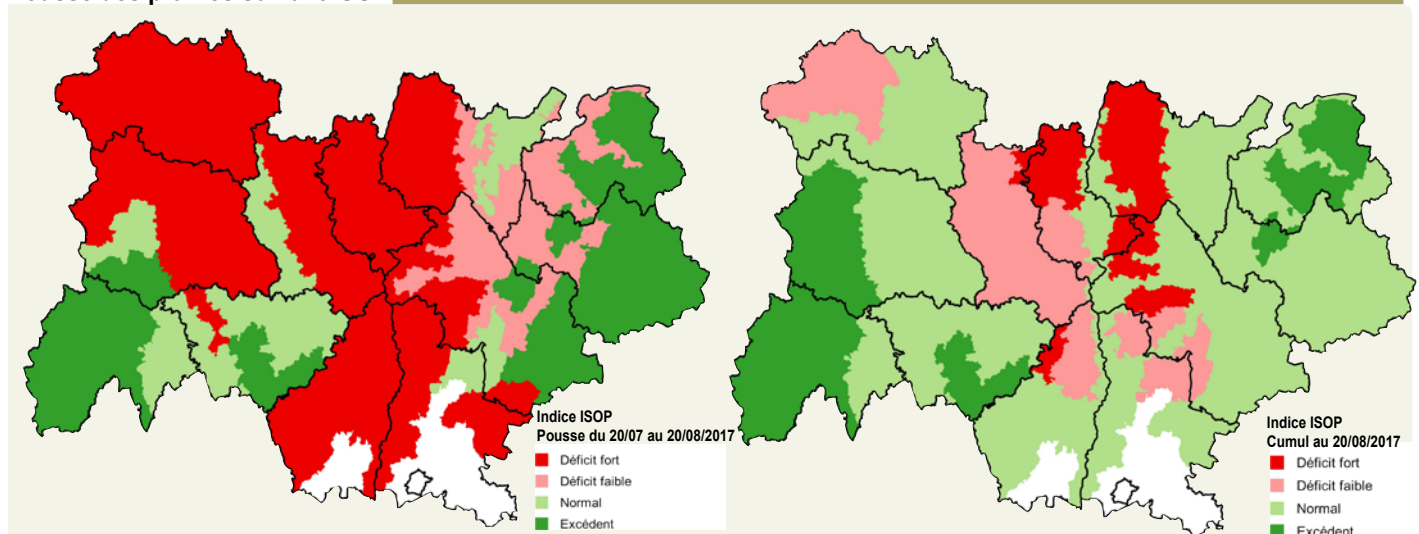 Indice ISOP
Pousse du 20/07 au 20/08/2017
Déficit fort
Déficit faible
Normal
Excédent
Indice ISOP
Cumul au 20/08/2017
Déficit fort
Déficit faible
Normal
Excédent